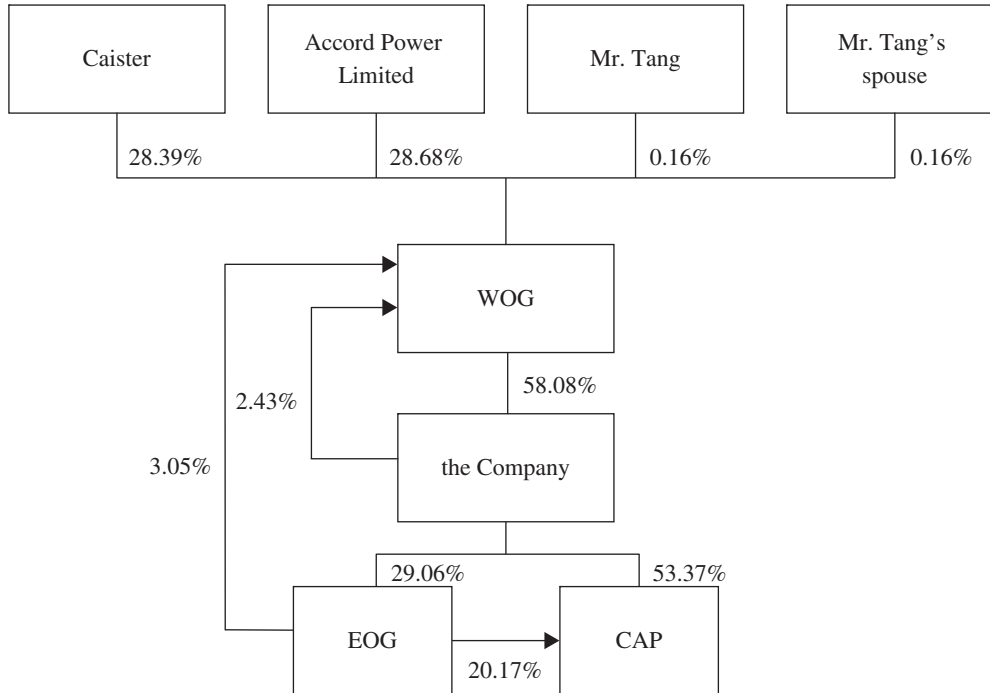 Caister
Accord Power
Limited
Mr. Tang
Mr. Tang’s
spouse
28.39%
28.68%
0.16%
0.16%
WOG
58.08%
2.43%
3.05%
the Company
29.06%
53.37%
EOG
CAP
20.17%